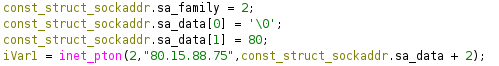 const_struct_sockaddr.sa_family = 2;
const_struct_sockaddr.sa_data[0] = '\0';
const_struct_sockaddr.sa_data[1] = 80;
iVar1 = inet_pton(2,"80.15.88.75",const_struct_sockaddr.sa_data + 2);